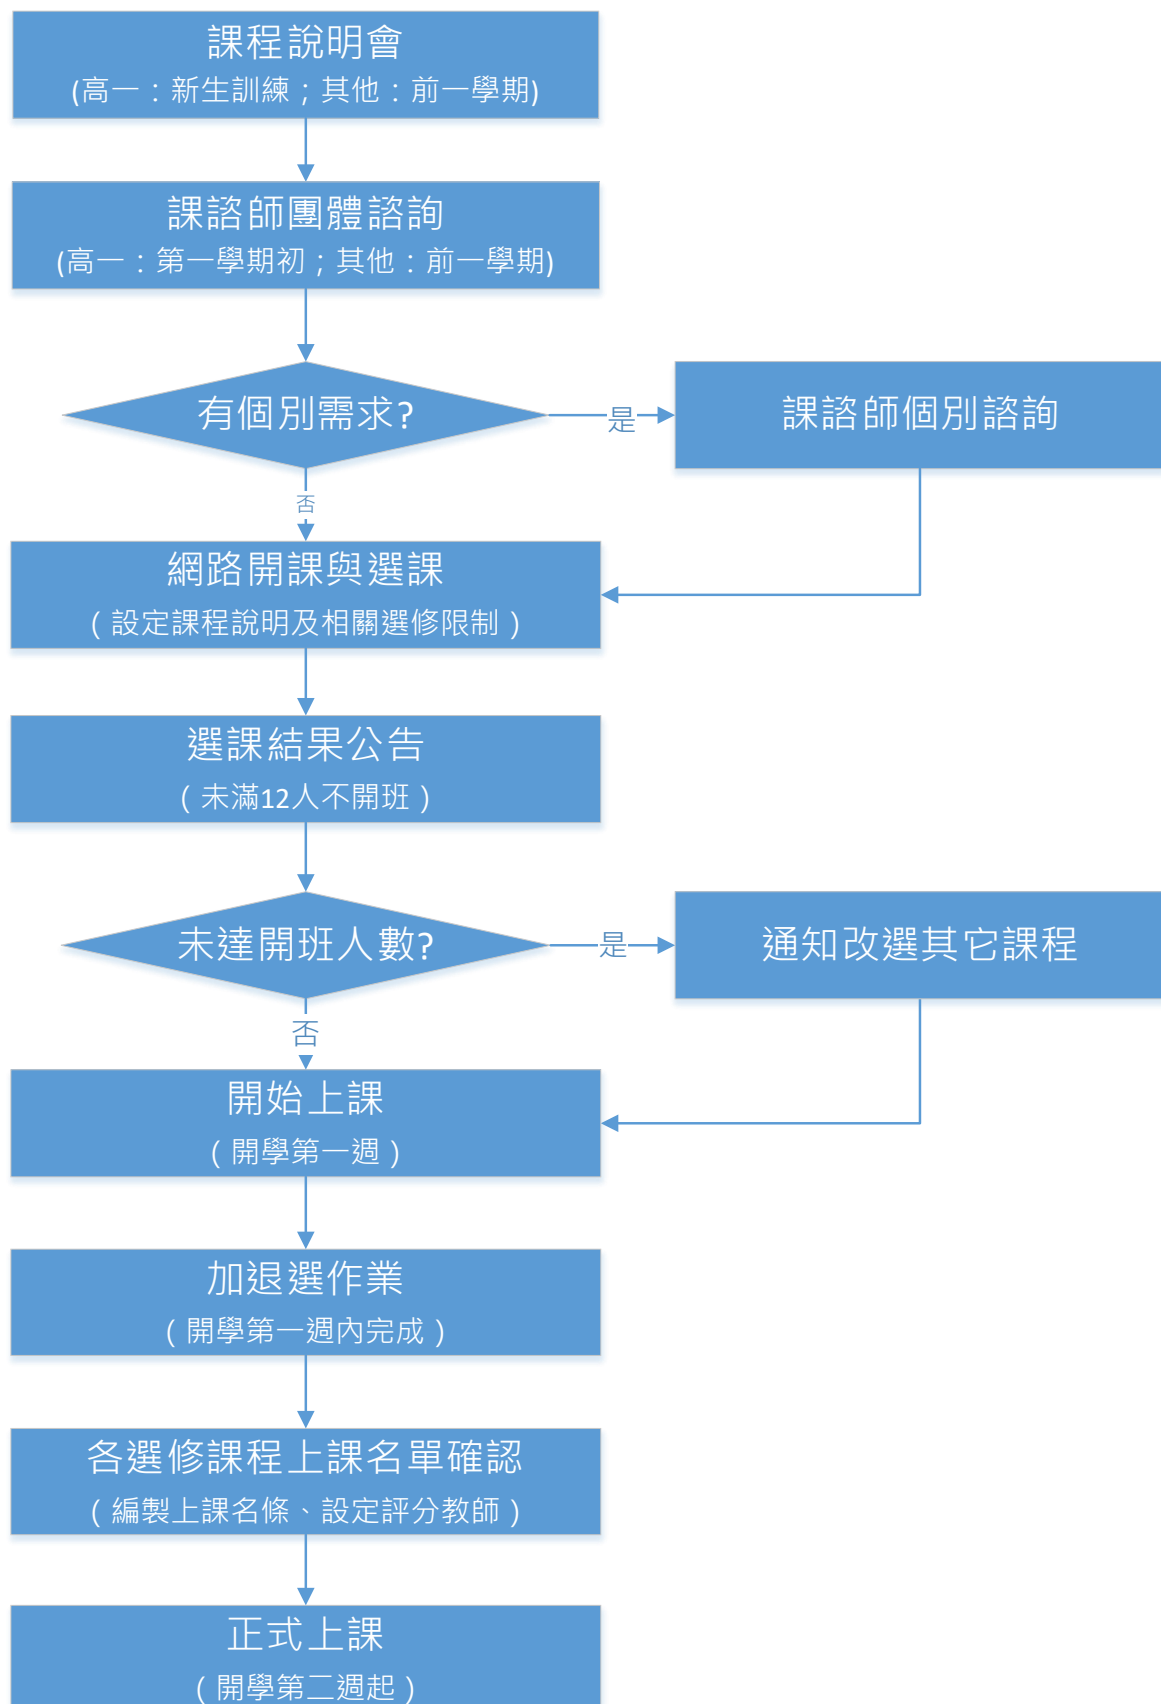 課程說明會
(高一：新生訓練；其他：前一學期)
課諮師團體諮詢
(高一：第一學期初；其他：前一學期)
有個別需求?
是
課諮師個別諮詢
否
網路開課與選課
（設定課程說明及相關選修限制）
選課結果公告
（未滿12人不開班）
未達開班人數?
是
通知改選其它課程
否
開始上課
（開學第一週）
加退選作業
（開學第一週內完成）
各選修課程上課名單確認
（編製上課名條、設定評分教師）
正式上課
（開學第二週起）